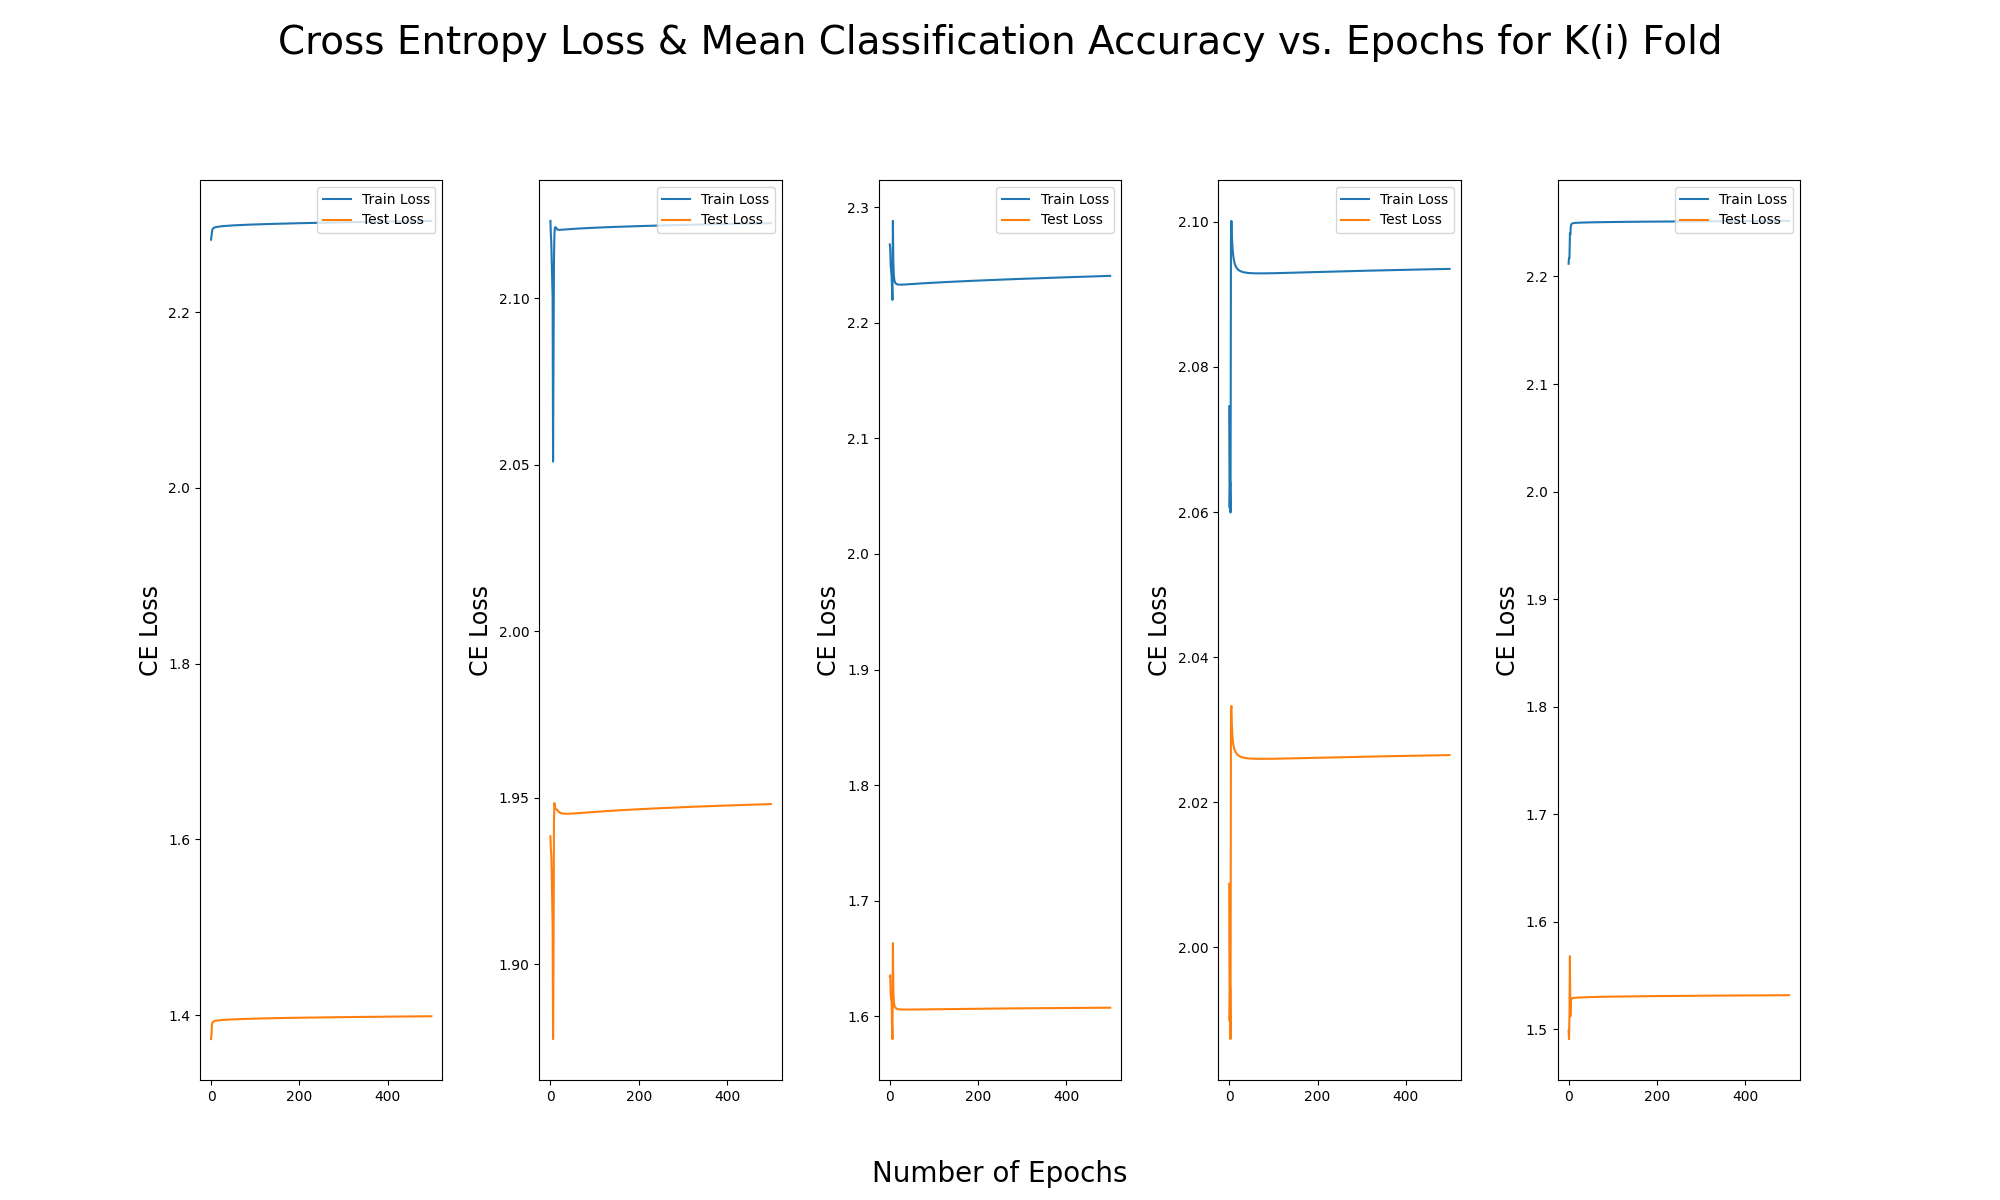 Cross Entropy Loss & Mean Classification Accuracy vs. Epochs for K(i) Fold
CE Loss
2.2
2.0
1.8
1.6
1.4
0 200 400
Train Loss
Test Loss
CE Loss
2.10
2.05
2.00
1.95
1.90
0 200 400
Train Loss
Test Loss
CE Loss
2.3
2.2
2.1
2.0
1.9
1.8
1.7
1.6
0 200 400
Train Loss
Test Loss
CE Loss
2.10
2.08
2.06
2.04
2.02
2.00
0 200 400
Train Loss
Test Loss
CE Loss
2.2
2.1
2.0
1.9
1.8
1.7
1.6
1.5
0 200 400
Train Loss
Test Loss
Number of Epochs